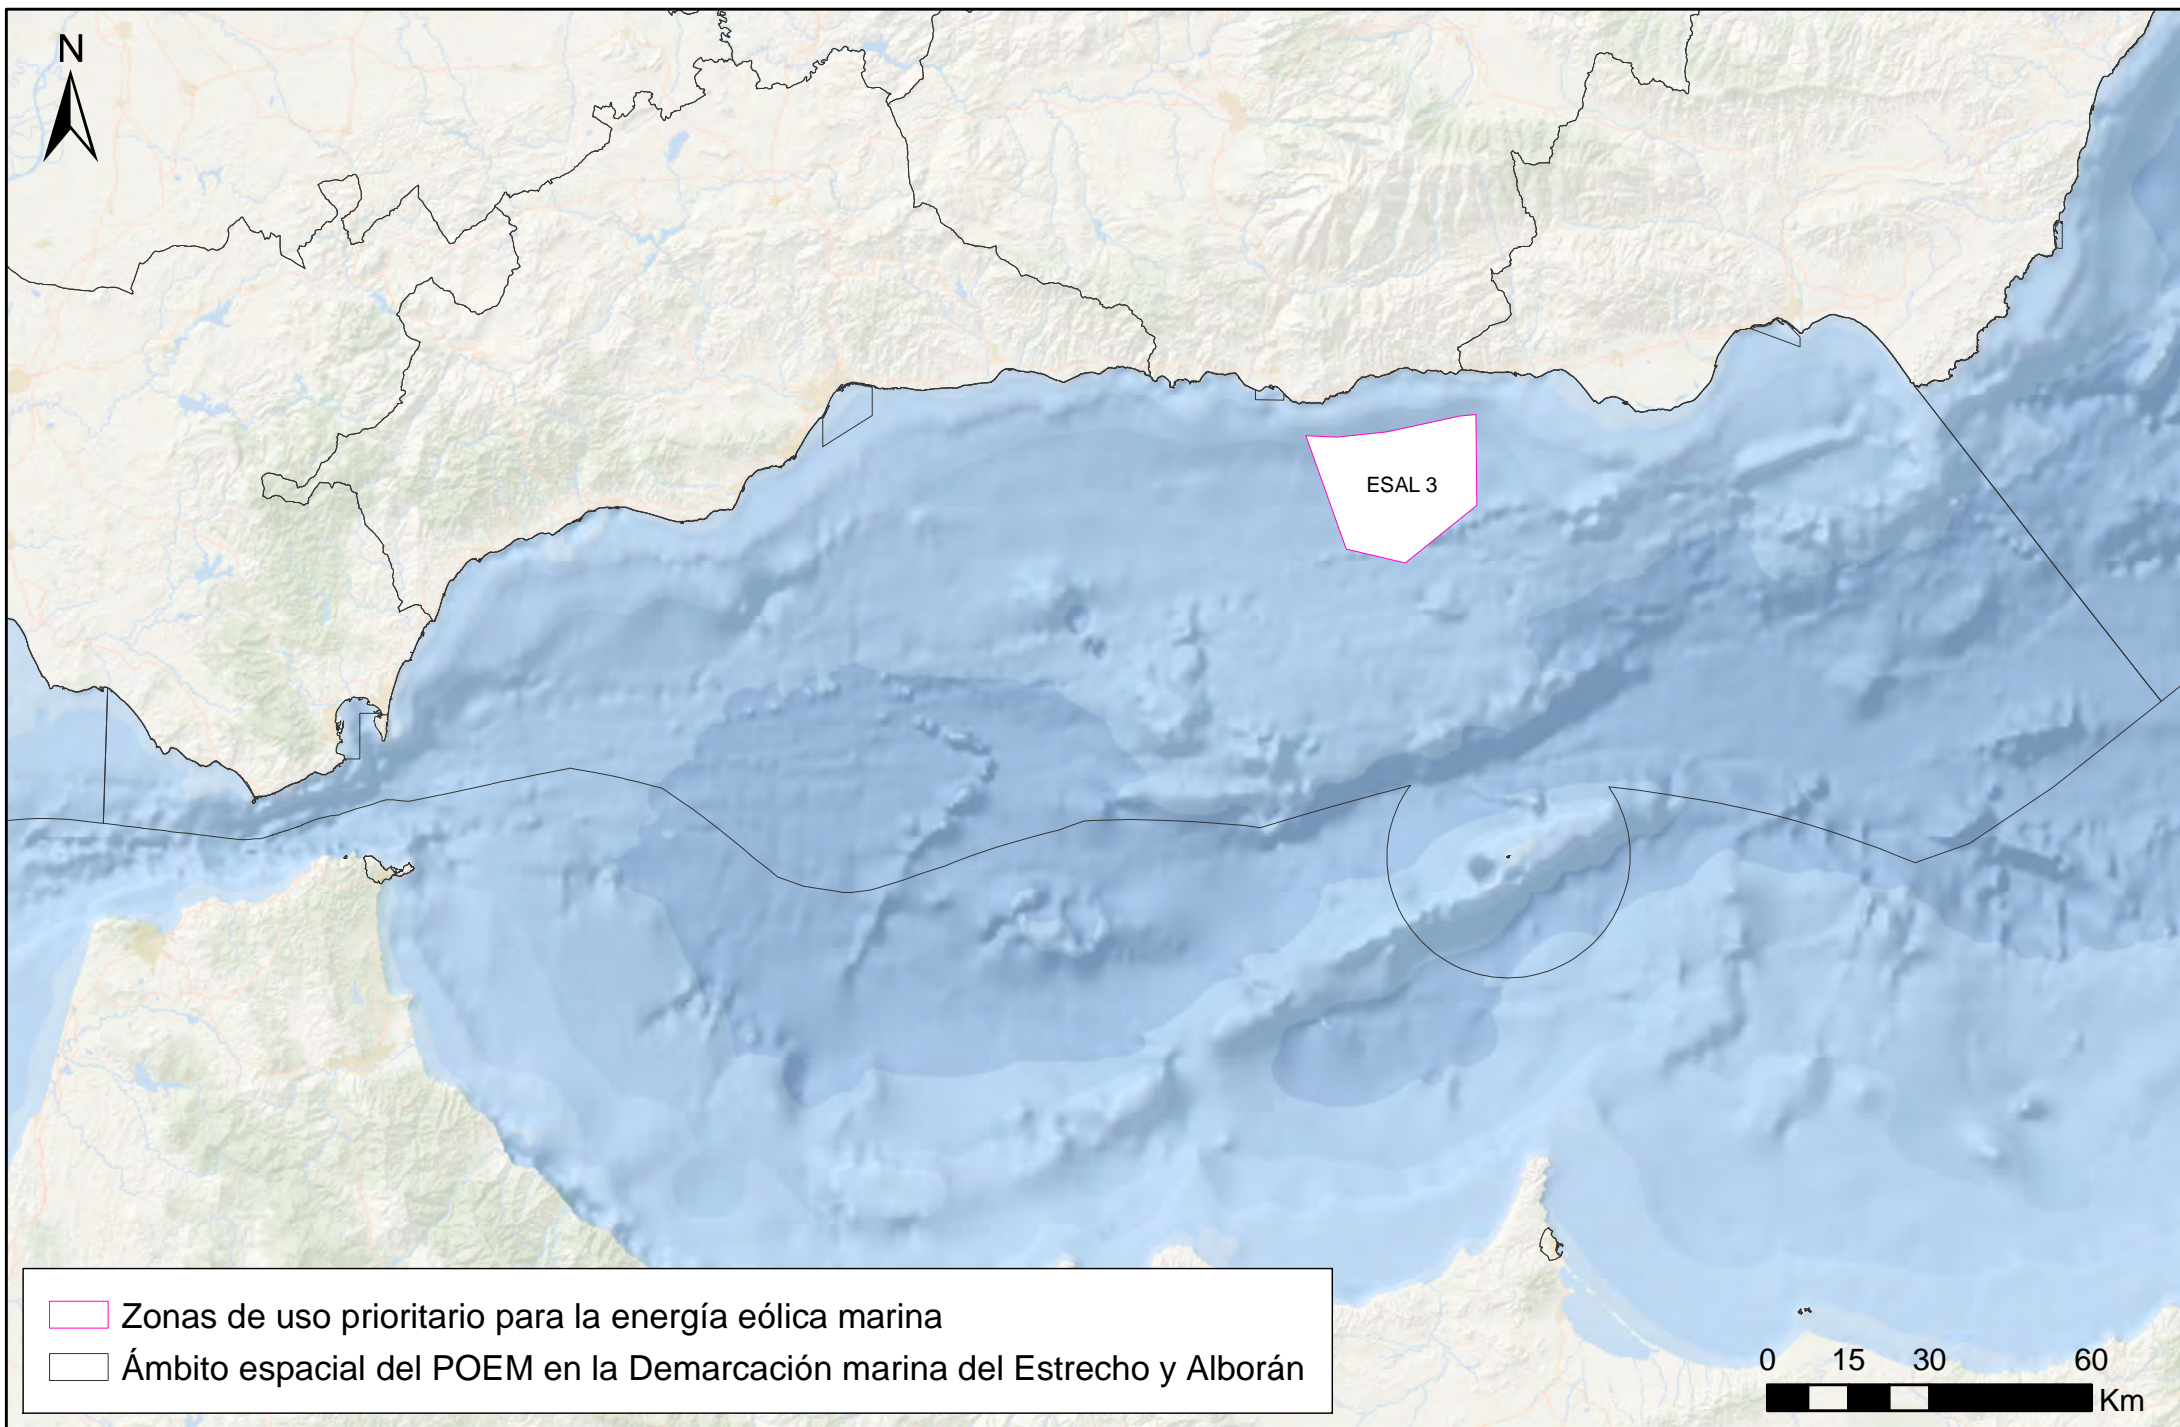 N
ESAL 3
Zonas de uso prioritario para la energía eólica marina
Ámbito espacial del POEM en la Demarcación marina del Estrecho y Alborán
0 15 30 60
Km